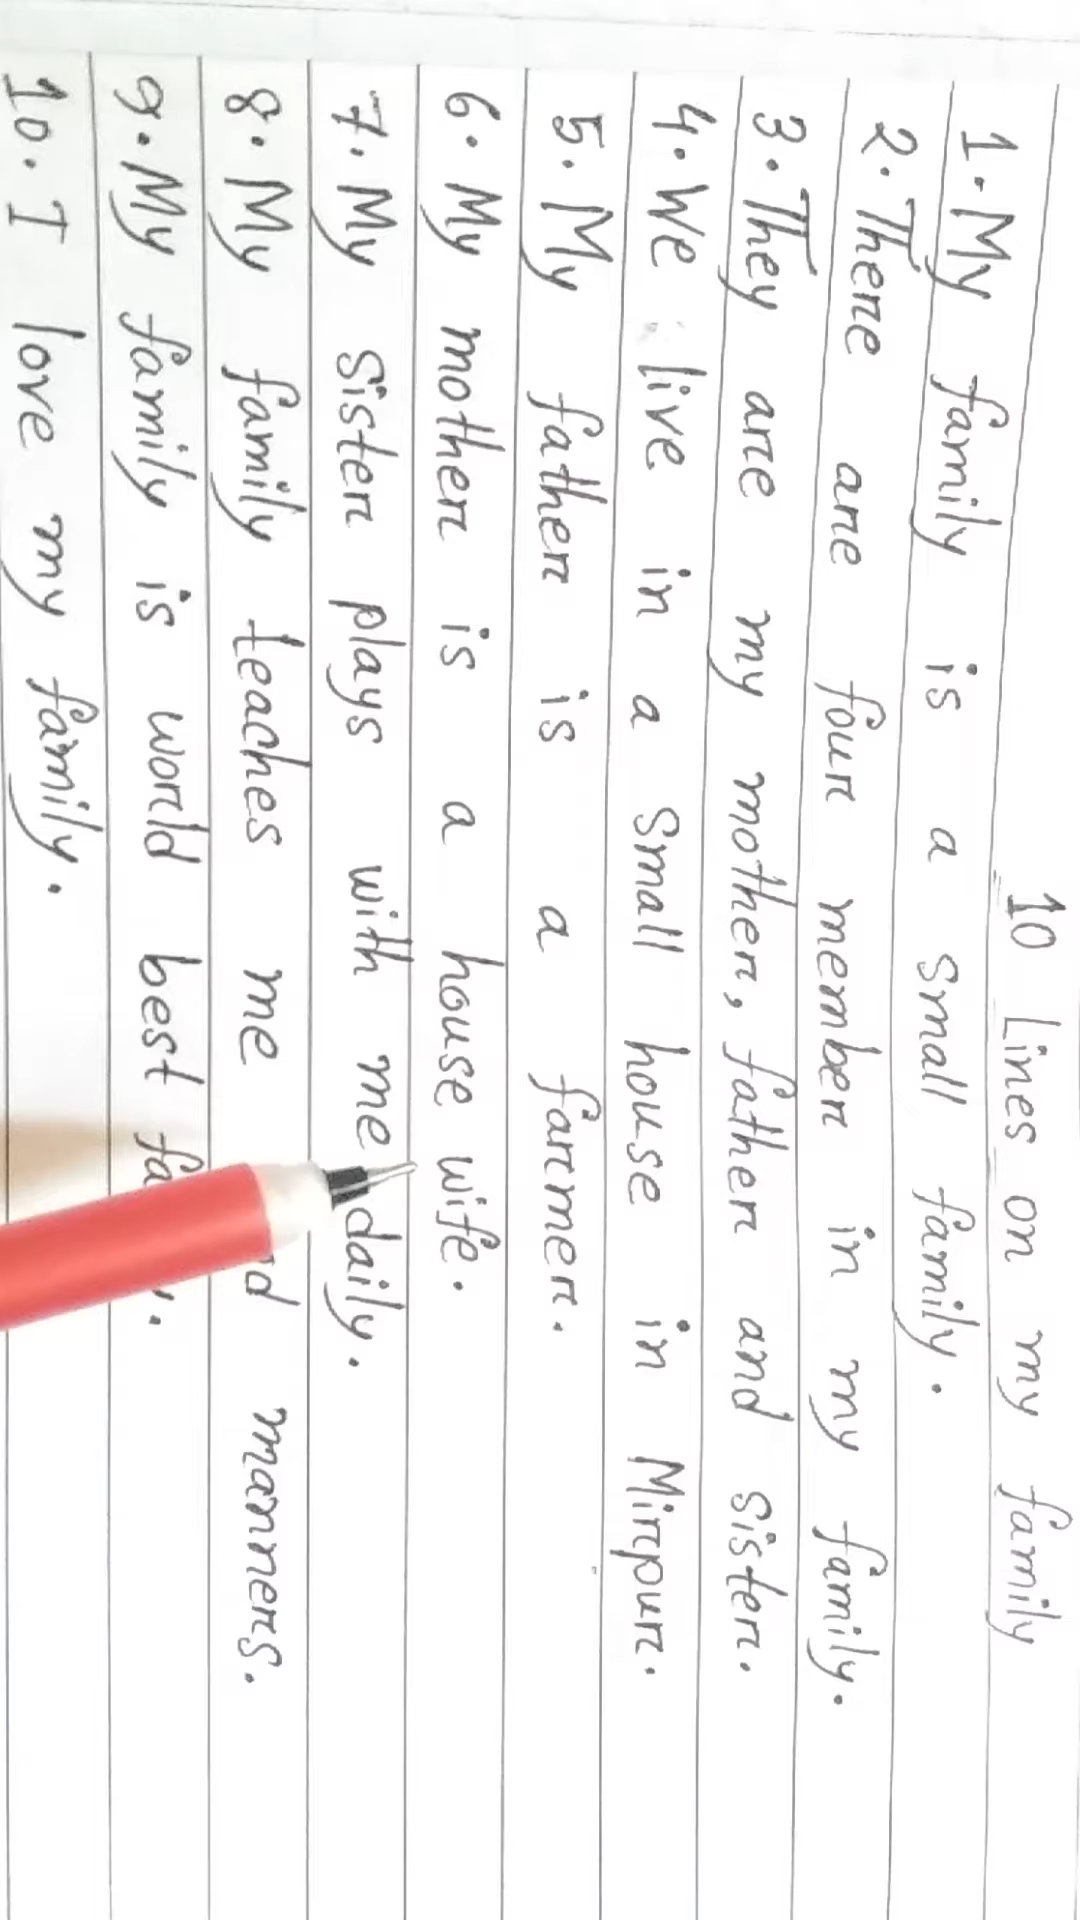 10 Lines on my family
1. My family is a small family.
2. There are four member in my family.
3. They are my mother, father and sister.
4. We live in a small house in Mirpur.
5. My father is a farmer.
6. My mother is a house wife.
7. My sister plays with me daily.
8. My family teaches me manners.
9. My family is world best
10. I love my family.